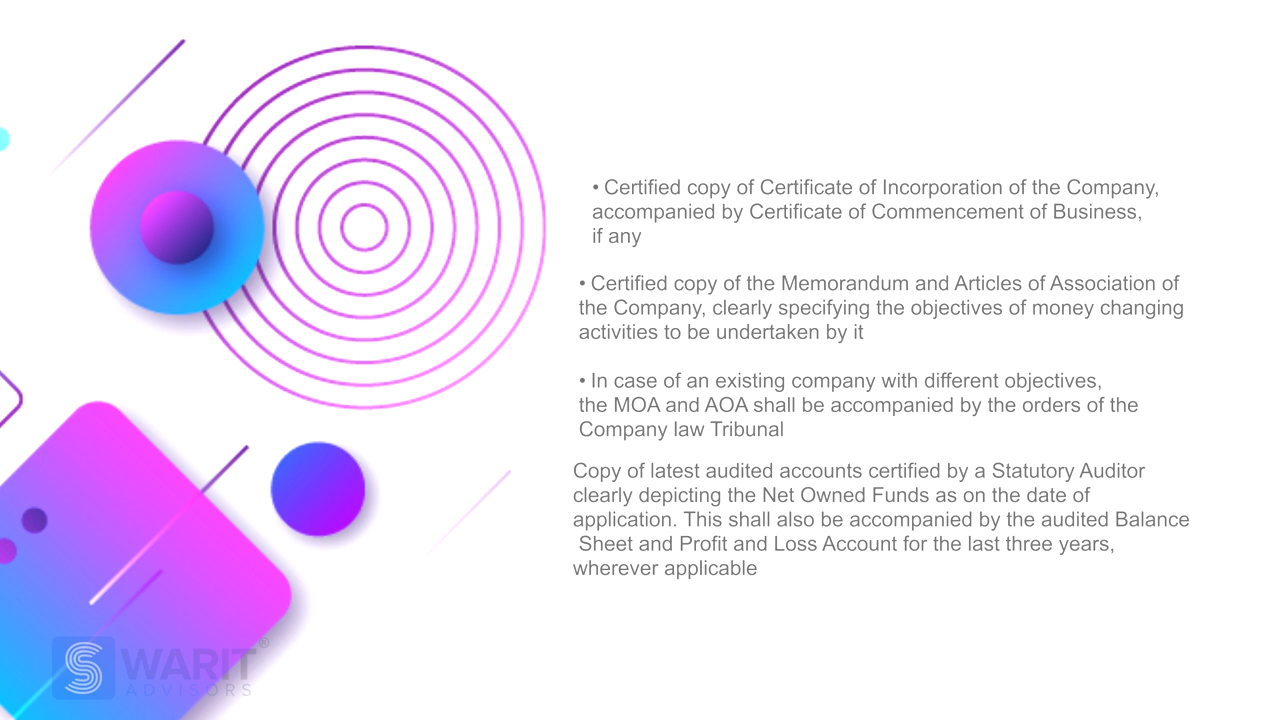 • Certified copy of Certificate of Incorporation of the Company,
accompanied by Certificate of Commencement of Business,
if any
• Certified copy of the Memorandum and Articles of Association of
the Company, clearly specifying the objectives of money changing
activities to be undertaken by it
• In case of an existing company with different objectives,
the MOA and AOA shall be accompanied by the orders of the
Company law Tribunal
Copy of latest audited accounts certified by a Statutory Auditor
clearly depicting the Net Owned Funds as on the date of
application. This shall also be accompanied by the audited Balance
Sheet and Profit and Loss Account for the last three years,
wherever applicable
S WARIT®
ADVISORS